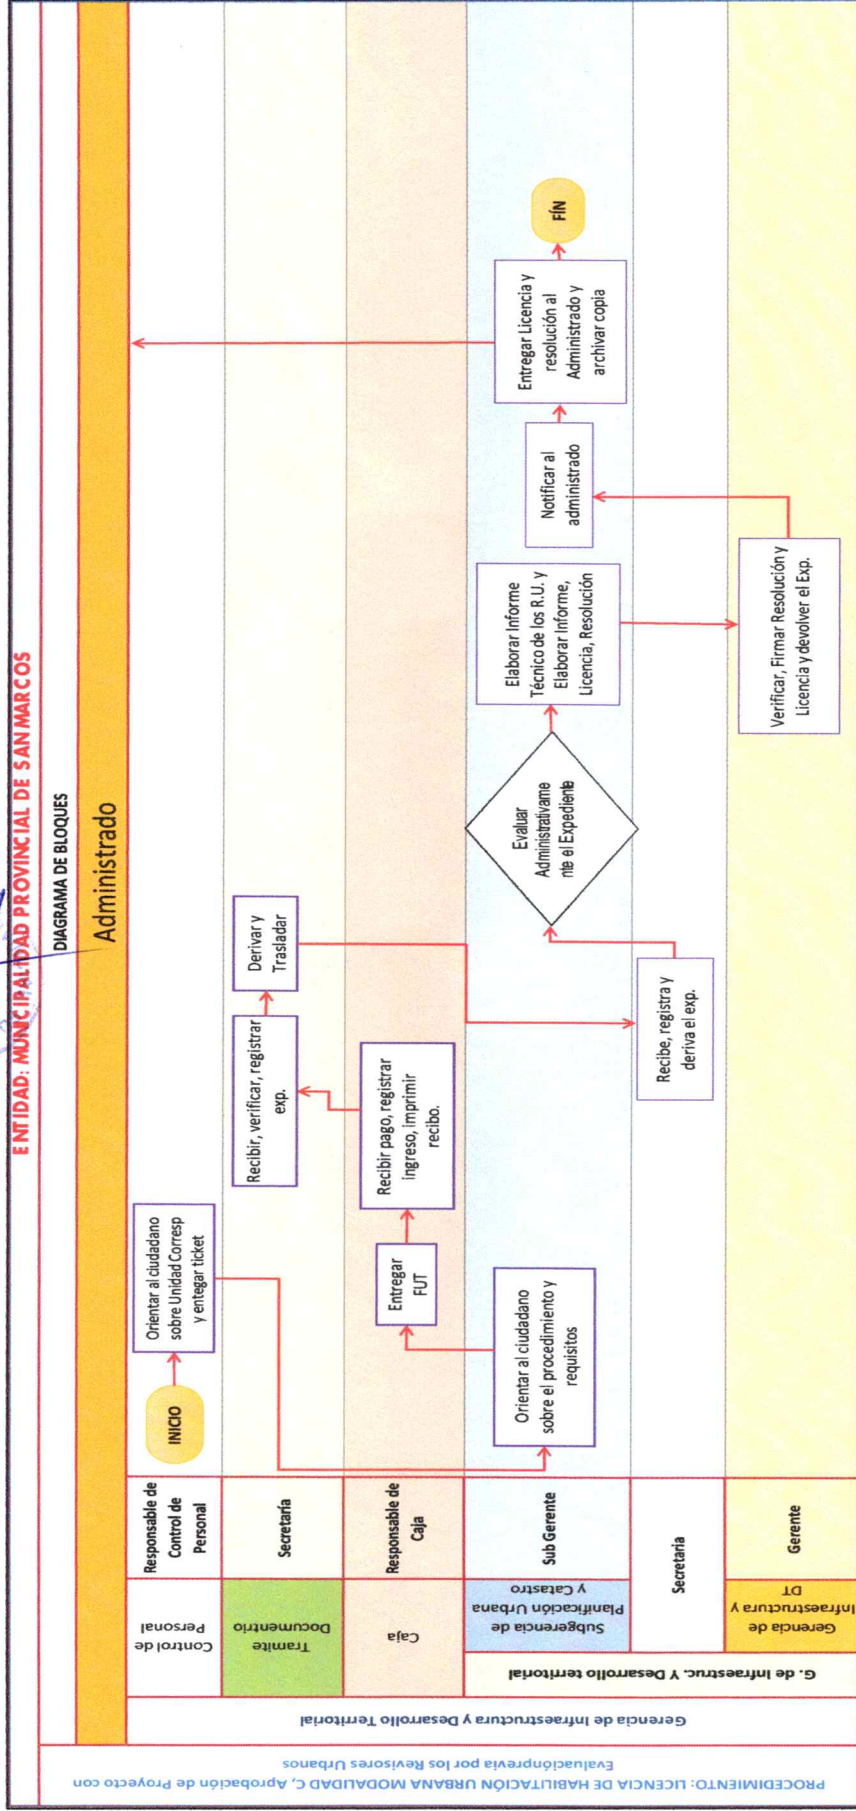 ENTIDAD: MUNICIPALIDAD PROVINCIAL DE SAN MARCOS
DIAGRAMA DE BLOQUES
Administrado
PROCEDIMIENTO: LICENCIA DE HABILITACIÓN URBANA MODALIDAD C, Aprobación de Proyecto con
Evaluaciónprevia por los Revisores Urbanos
Gerencia de Infraestructura y Desarrollo Territorial
Control de
Personal
Responsable de
Control de
Personal
INICIO
Orientar al ciudadano
sobre Unidad Corresp
y entegar ticket
Tramite
Documentrio
Secretaría
Recibir, verificar, registrar
exp.
Derivar y
Trasladar
Caja
Responsable de
Caja
Entregar
FUT
Recibir pago, registrar
ingreso, imprimir
recibo.
G. de Infraestruc. Y Desarrollo territorial
Subgerencia de
Planificación Urbana
y Catastro
Sub Gerente
Orientar al ciudadano
sobre el procedimiento y
requisitos
Evaluar
Administrativame
nte el Expediente
Elaborar Informe
Técnico de los R.U. y
Elaborar Informe,
Licencia, Resolución
Notificar al
administrado
Entregar Licencia y
resolución al
Administrado y
archivar copia
FÍN
Secretaria
Recibe, registra y
deriva el exp.
Gerencia de
Infraestructura y
DT
Gerente
Verificar, Firmar Resolución y
Licencia y devolver el Exp.